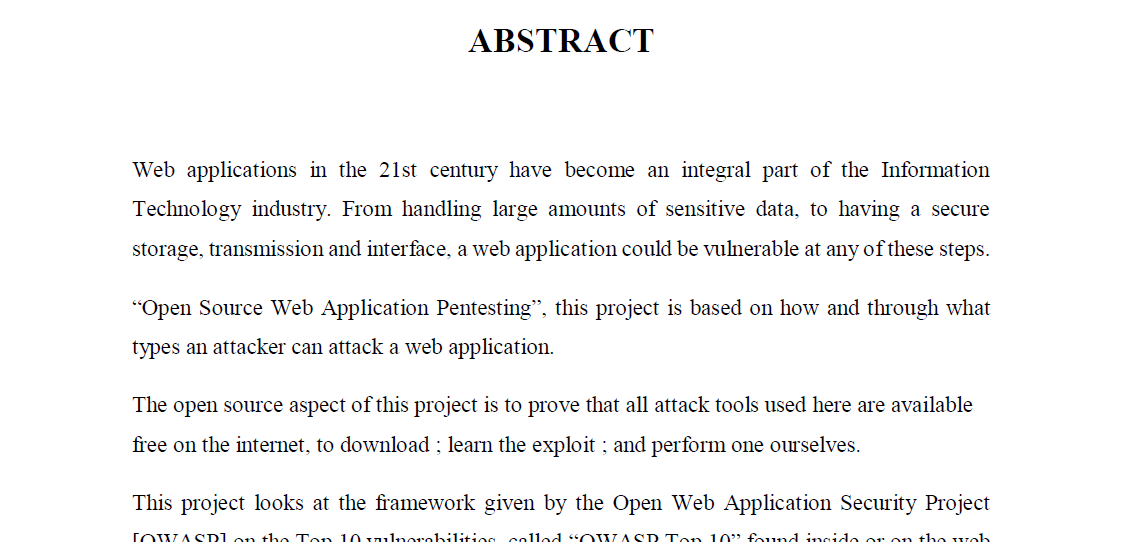 ABSTRACT
Web applications in the 21st century have become an integral part of the Information
Technology industry. From handling large amounts of sensitive data, to having a secure
storage, transmission and interface, a web application could be vulnerable at any of these steps.
“Open Source Web Application Pentesting”, this project is based on how and through what
types an attacker can attack a web application.
The open source aspect of this project is to prove that all attack tools used here are available
free on the internet, to download ; learn the exploit ; and perform one ourselves.
This project looks at the framework given by the Open Web Application Security Project
[OWASP] on the Top 10 vulnerabilities, called “OWASP Top 10” found inside or on the web